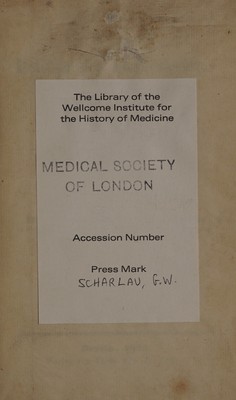 The Library of the
Wellcome Institute for
the History of Medicine
MEDICAL SOCIETY
OF LONDON
Accession Number
Press Mark
SCHARLAU, G.W.